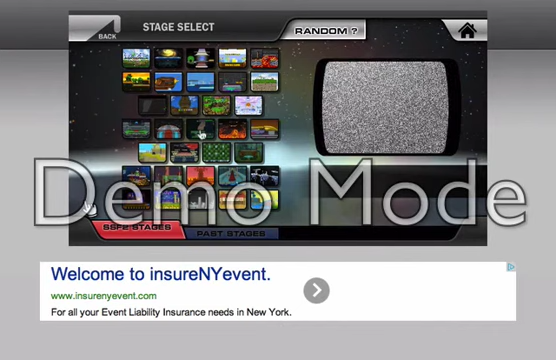 STAGE SELECT
RANDOM ?
BACK
Demo Mode
SSF2 STAGES
PAST STAGES
Welcome to insureNYevent.
www.insurenyevent.com
For all your Event Liability Insurance needs in New York.